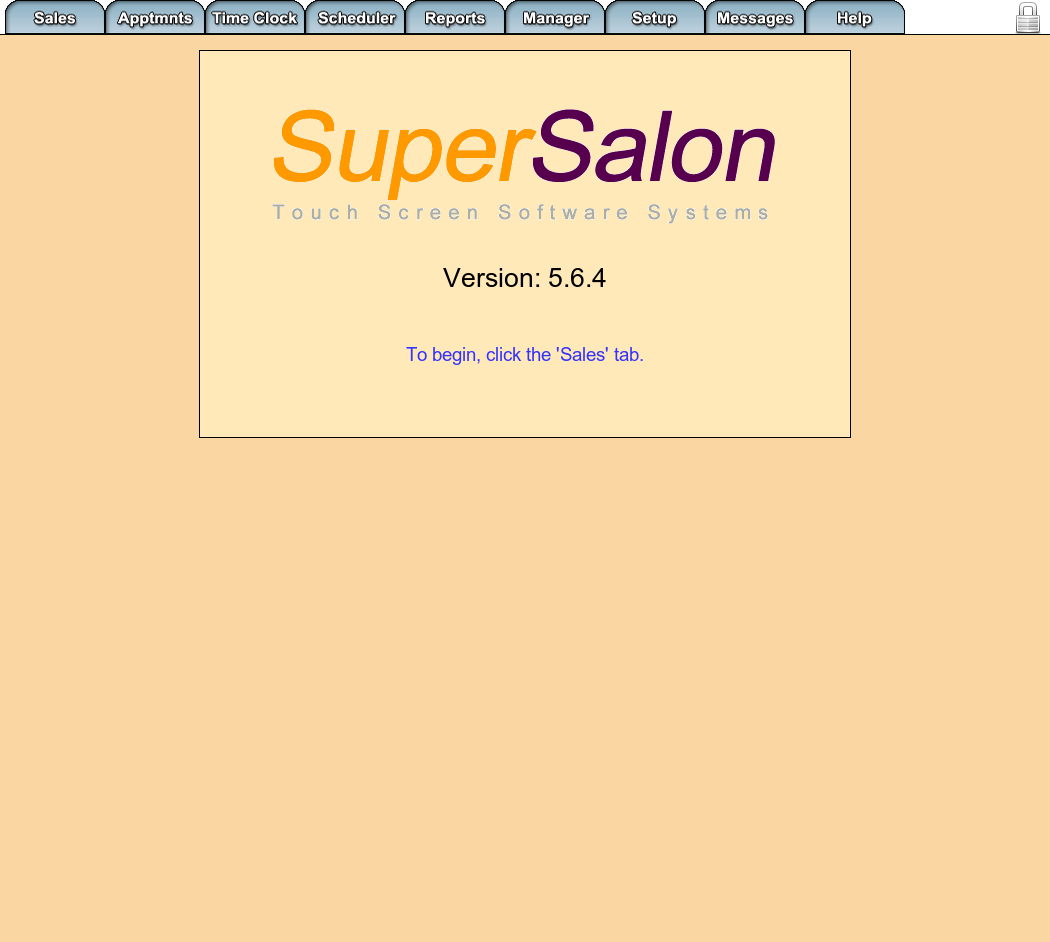 Sales Apptmnts Time Clock Scheduler Reports Manager Setup Messages Help
SuperSalon
Touch Screen Software Systems
Version: 5.6.4
To begin, click the 'Sales' tab.